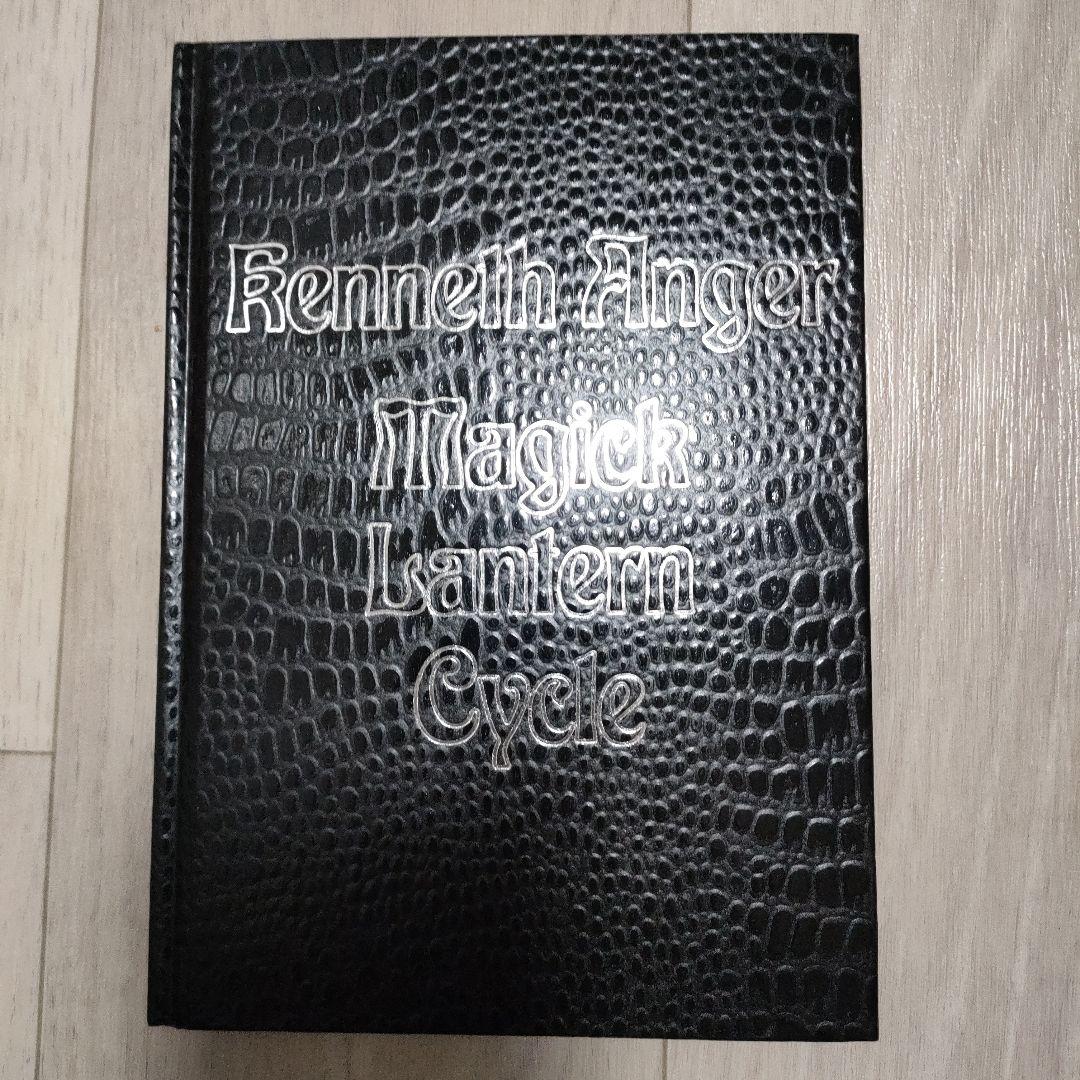 Kenneth Anger
Magick
Lantern
Cycle